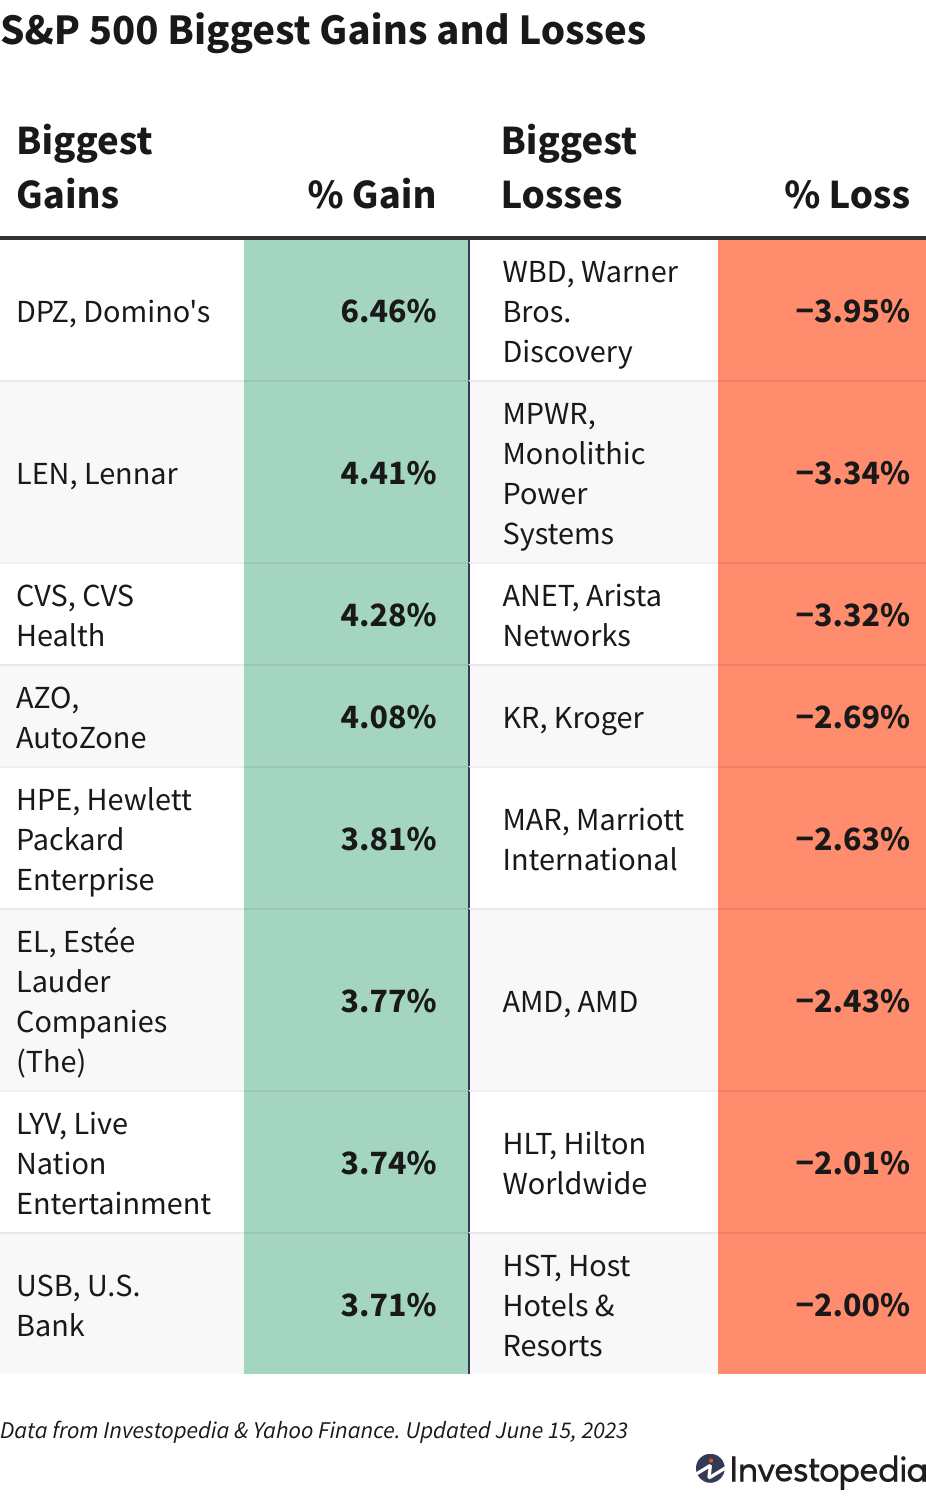 S&P 500 Biggest Gains and Losses
Biggest
Gains
% Gain
Biggest
Losses
% Loss
DPZ, Domino's
6.46%
WBD, Warner
Bros.
Discovery
−3.95%
LEN, Lennar
4.41%
MPWR,
Monolithic
Power
Systems
−3.34%
CVS, CVS
Health
4.28%
ANET, Arista
Networks
−3.32%
AZO,
AutoZone
4.08%
KR, Kroger
−2.69%
HPE, Hewlett
Packard
Enterprise
3.81%
MAR, Marriott
International
−2.63%
EL, Estée
Lauder
Companies
(The)
3.77%
AMD, AMD
−2.43%
LYV, Live
Nation
Entertainment
3.74%
HLT, Hilton
Worldwide
−2.01%
USB, U.S.
Bank
3.71%
HST, Host
Hotels &
Resorts
−2.00%
Data from Investopedia & Yahoo Finance. Updated June 15, 2023
Investopedia